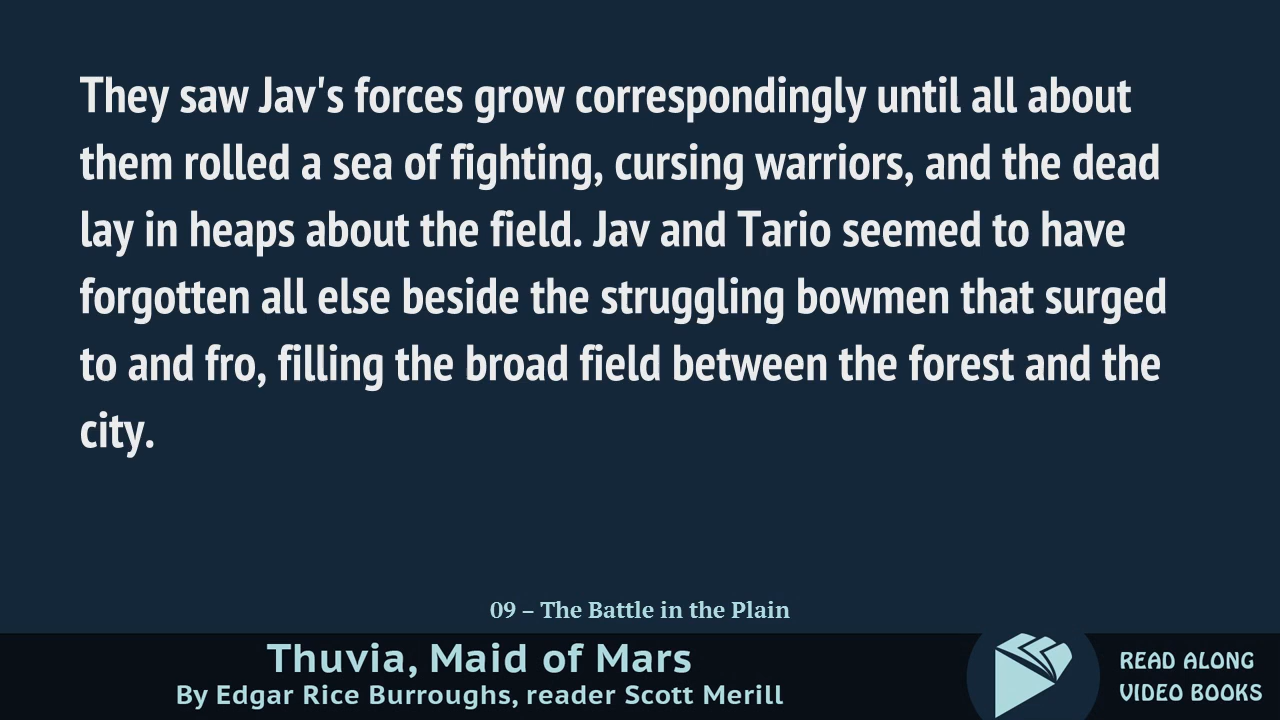 They saw Jav's forces grow correspondingly until all about
them rolled a sea of fighting, cursing warriors, and the dead
lay in heaps about the field. Jav and Tario seemed to have
forgotten all else beside the struggling bowmen that surged
to and fro, filling the broad field between the forest and the
city.
09 – The Battle in the Plain
Thuvia, Maid of Mars
By Edgar Rice Burroughs, reader Scott Merill
READ ALONG
VIDEO BOOKS